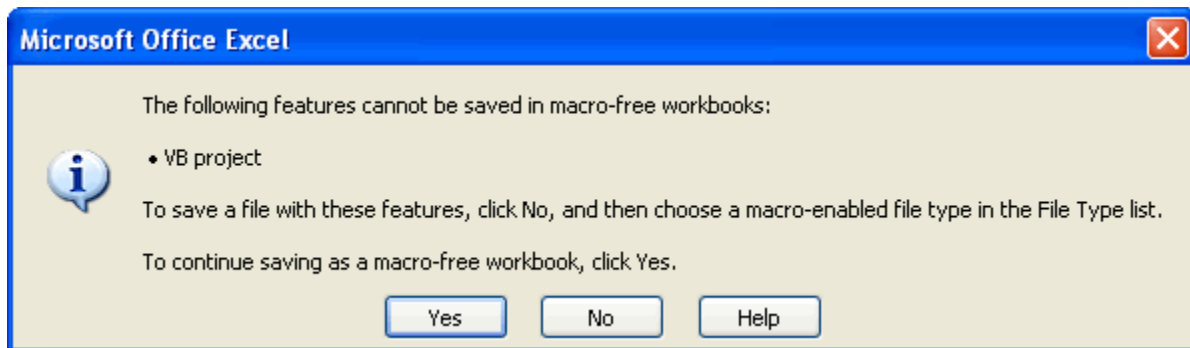 Microsoft Office Excel
The following features cannot be saved in macro-free workbooks:
• VB project
To save a file with these features, click No, and then choose a macro-enabled file type in the File Type list.
To continue saving as a macro-free workbook, click Yes.
Yes No Help